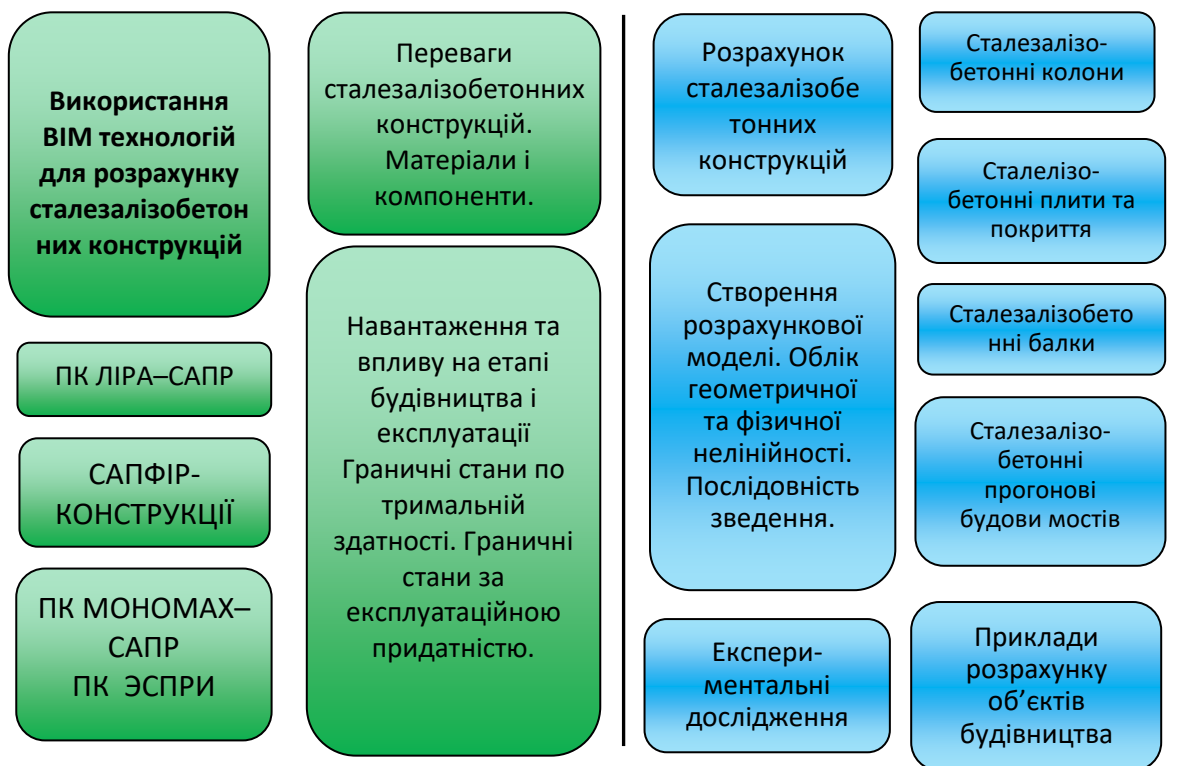 Використання
BIM технологій
для розрахунку
сталезалізобетон
них конструкцій
ПК ЛІРА–САПР
САПФІР-
КОНСТРУКЦІЇ
ПК МОНОМАХ–
САПР
ПК ЭСПРИ
Переваги
сталезалізобетонних
конструкцій.
Матеріали і
компоненти.
Навантаження та
впливу на етапі
будівництва і
експлуатації
Граничні стани по
тримальній
здатності. Граничні
стани за
експлуатаційною
придатністю.
Розрахунок
сталезалізобе
тонних
конструкцій
Створення
розрахункової
моделі. Облік
геометричної
та фізичної
нелінійності.
Послідовність
зведення.
Експери-
ментальні
дослідження
Сталезалізо-
бетонні колони
Сталелізо-
бетонні плити та
покриття
Сталезалізобето
нні балки
Сталезалізо-
бетонні
прогонові
будови мостів
Приклади
розрахунку
об’єктів
будівництва